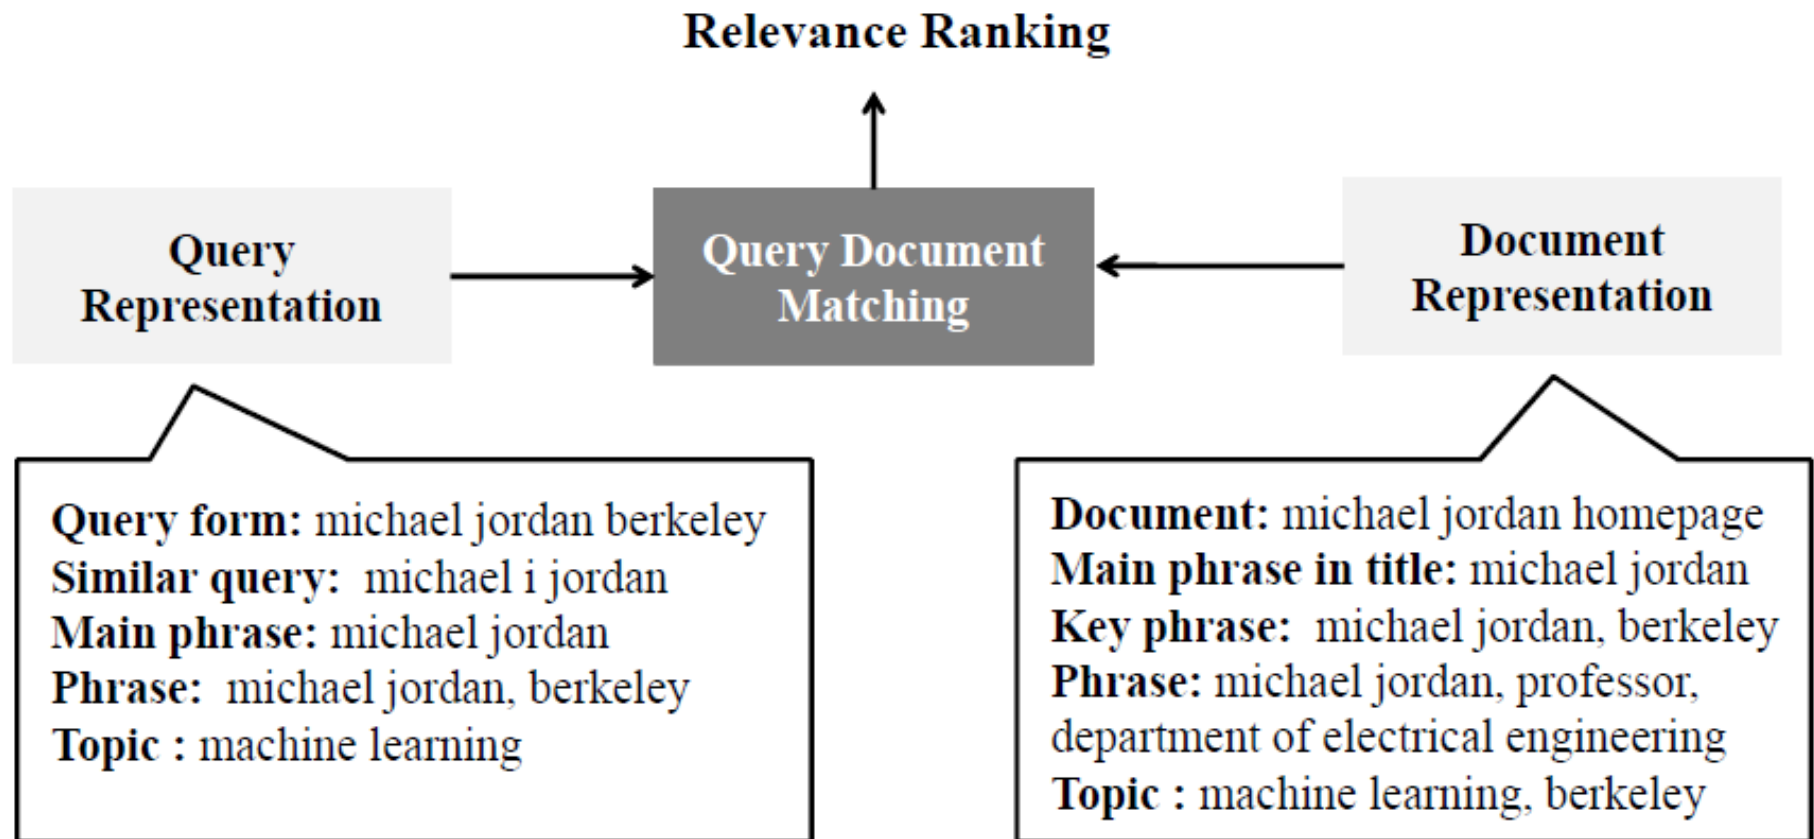 Relevance Ranking
Query
Representation
Query Document
Matching
Document
Representation
Query form: michael jordan berkeley
Similar query: michael i jordan
Main phrase: michael jordan
Phrase: michael jordan, berkeley
Topic : machine learning
Document: michael jordan homepage
Main phrase in title: michael jordan
Key phrase: michael jordan, berkeley
Phrase: michael jordan, professor,
department of electrical engineering
Topic : machine learning, berkeley